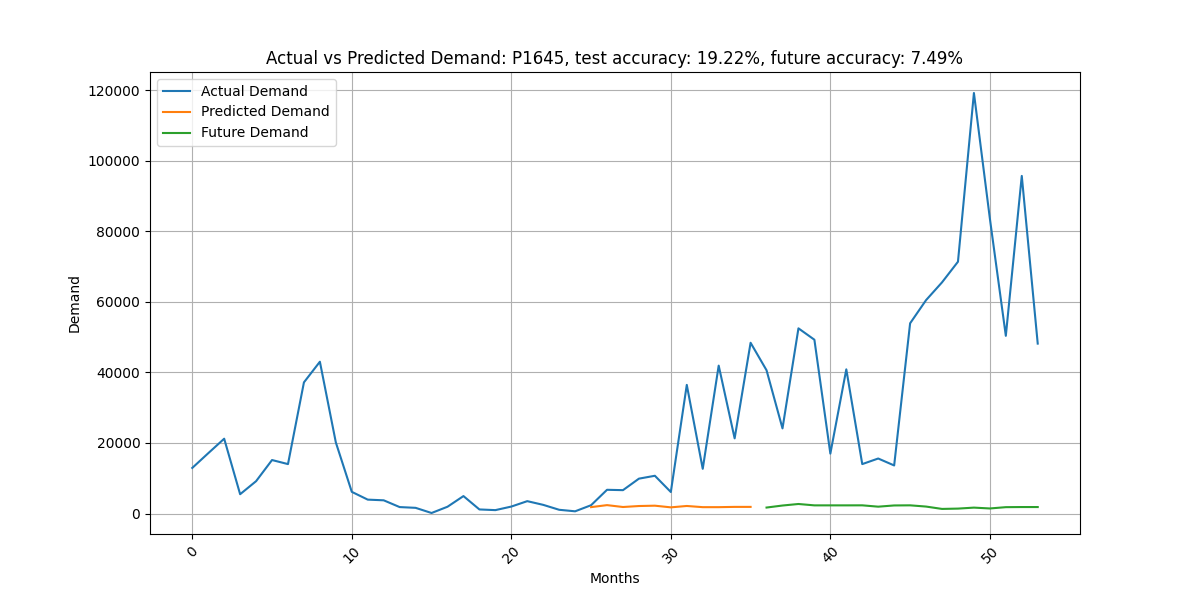 Actual vs Predicted Demand: P1645, test accuracy: 19.22%, future accuracy: 7.49%
Actual Demand
Predicted Demand
Future Demand
120000
100000
80000
60000
40000
20000
0
Demand
0
10
20
30
40
50
Months